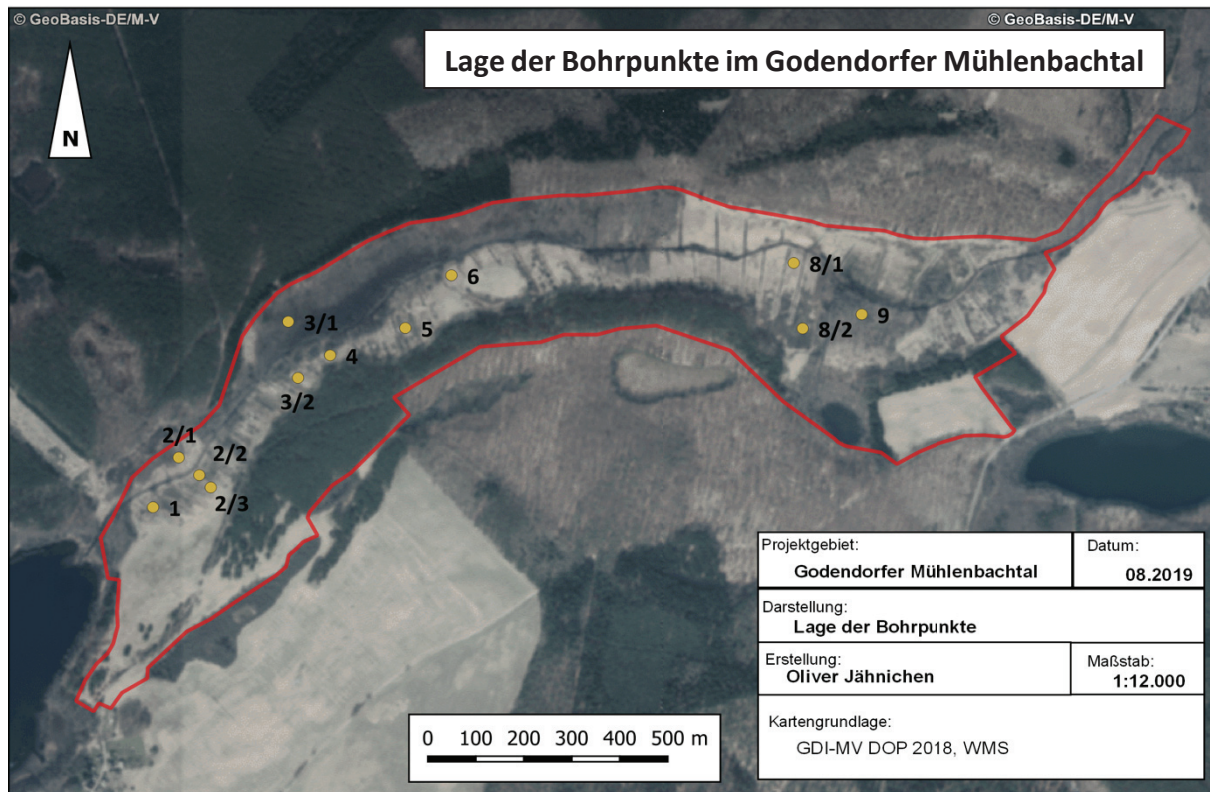 © GeoBasis-DE/M-V
© GeoBasis-DE/M-V
Lage der Bohrpunkte im Godendorfer Mühlenbachtal
N
8/1
6
3/1
9
5
8/2
4
3/2
2/1
2/2
2/3
1
Projektgebiet:
Godendorfer Mühlenbachtal
Datum:
08.2019
Darstellung:
Lage der Bohrpunkte
Erstellung:
Oliver Jähnichen
Maßstab:
1:12.000
Kartengrundlage:
GDI-MV DOP 2018, WMS
0 100 200 300 400 500 m